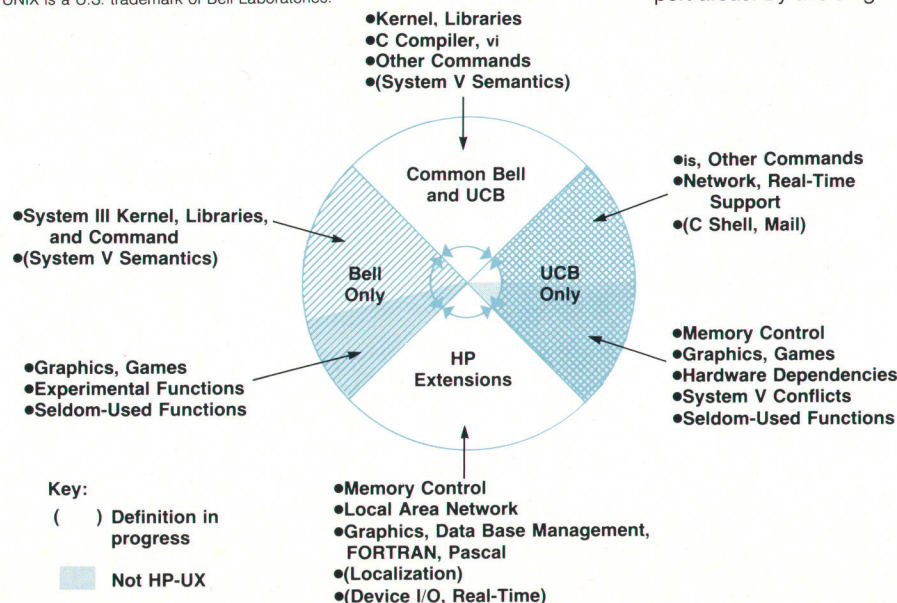 UNIX is a U.S. trademark of Bell Laboratories.
●Kernel, Libraries
●C Compiler, vi
●Other Commands
●(System V Semantics)
Common Bell
and UCB
●is, Other Commands
●Network, Real-Time
Support
●(C Shell, Mail)
●System III Kernel, Libraries,
and Command
●(System V Semantics)
Bell
Only
UCB
Only
●Graphics, Games
●Experimental Functions
●Seldom-Used Functions
HP
Extensions
●Memory Control
●Graphics, Games
●Hardware Dependencies
●System V Conflicts
●Seldom-Used Functions
Key:
( ) Definition in
progress
Not HP-UX
●Memory Control
●Local Area Network
●Graphics, Data Base Management,
FORTRAN, Pascal
●(Localization)
●(Device I/O, Real-Time)